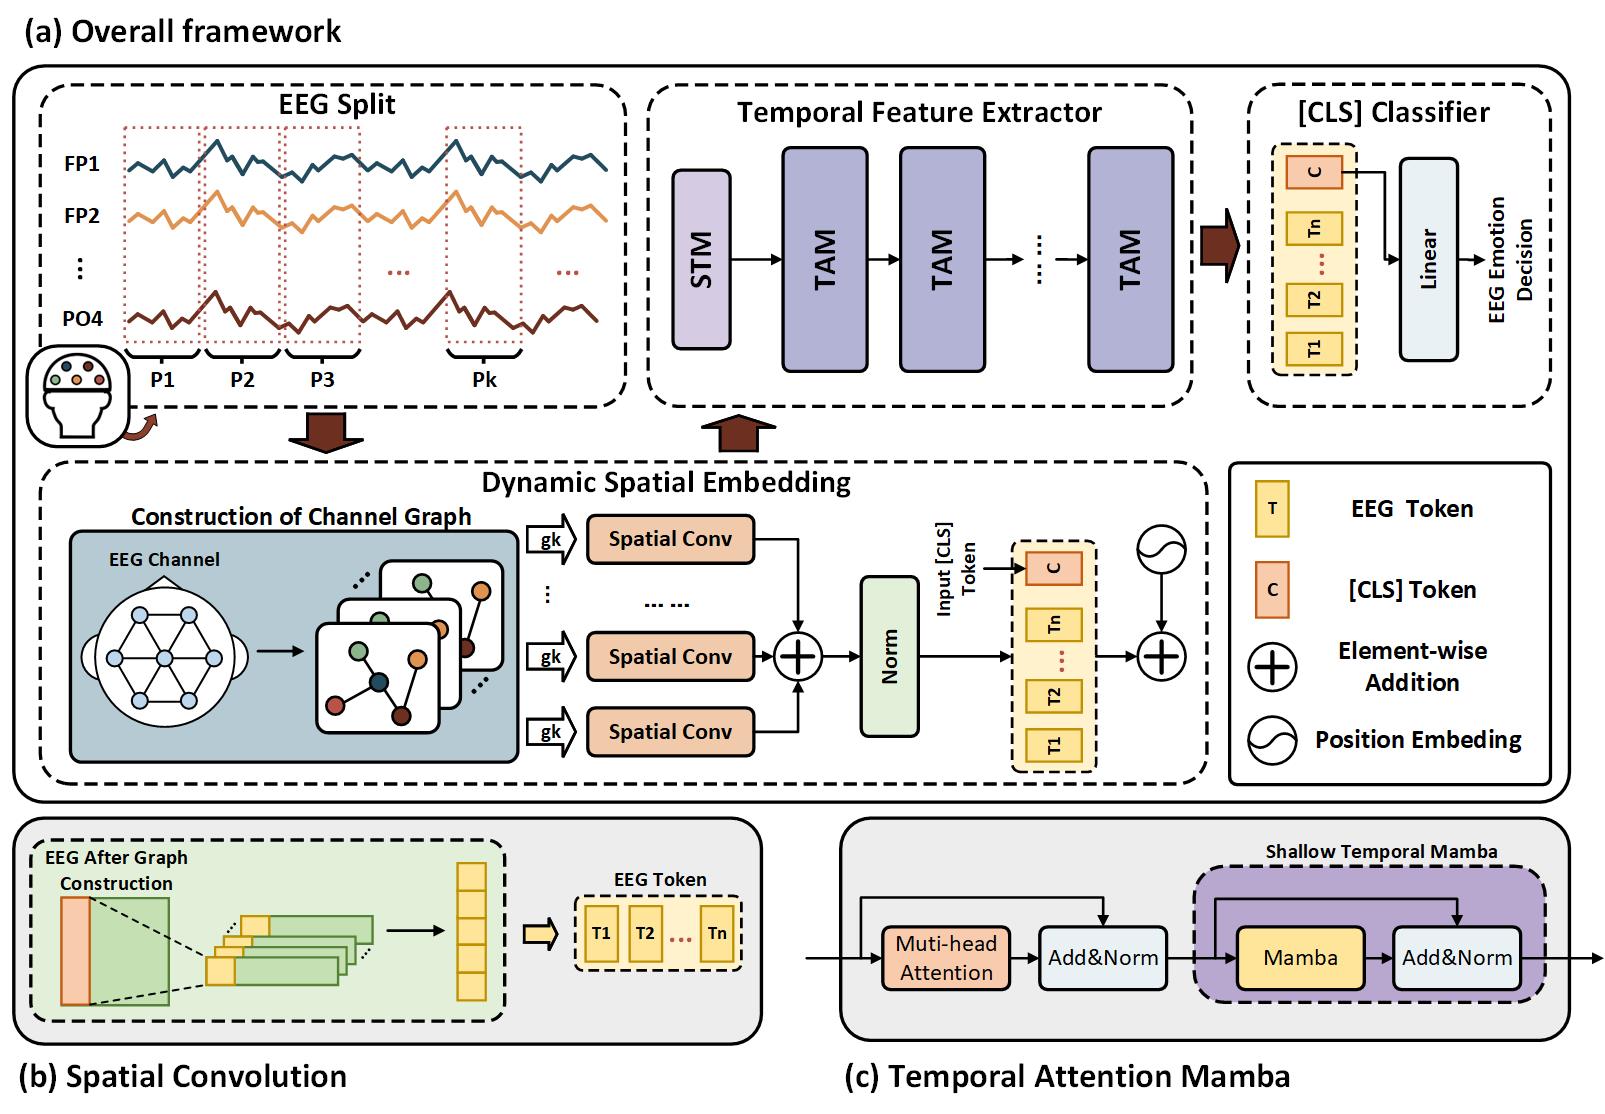 (a) Overall framework
EEG Split
FP1
FP2
PO4
P1
P2
P3
Pk
Temporal Feature Extractor
STM
TAM
TAM
TAM
[CLS] Classifier
C
Tn
T2
T1
Linear
EEG Emotion
Decision
Dynamic Spatial Embedding
Construction of Channel Graph
EEG Channel
gk
Spatial Conv
... ...
gk
Spatial Conv
gk
Spatial Conv
Norm
Input [CLS]
Token
C
Tn
T2
T1
T
EEG Token
C
[CLS] Token
Element-wise
Addition
Position Embeding
EEG After Graph
Construction
EEG Token
T1
T2
...
Tn
(b) Spatial Convolution
Shallow Temporal Mamba
Muti-head
Attention
Add&Norm
Mamba
Add&Norm
(c) Temporal Attention Mamba